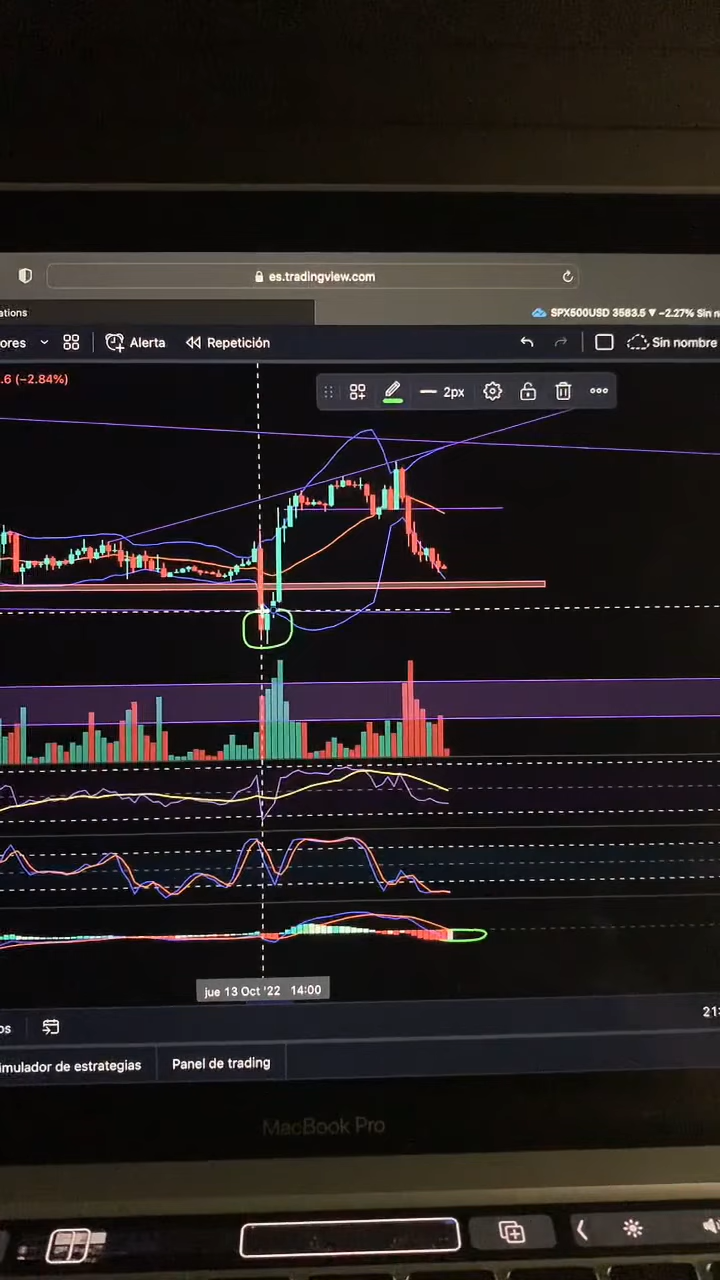 es.tradingview.com
ations
SPX500USD 3583.5 ▼ −2.27% Sin n
ores
Alerta
Repetición
Sin nombre
.6 (−2.84%)
2px
jue 13 Oct '22 14:00
os
21:
imulador de estrategias
Panel de trading
MacBook Pro